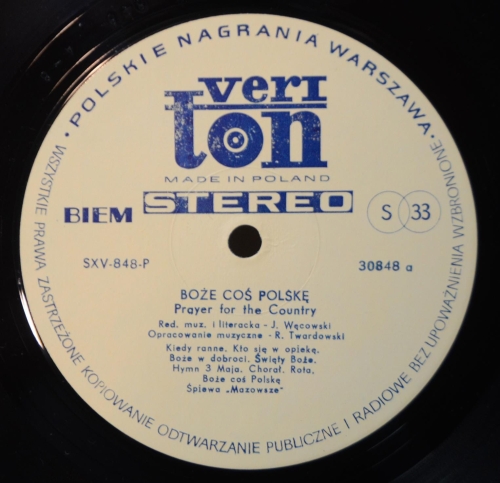 • POLSKIE NAGRANIA WARSZAWA •
veriton
MADE IN POLAND
BIEM STEREO S 33
SXV-848-P 30848 a
BOŻE COŚ POLSKĘ
Prayer for the Country
Red. muz. i literacka - J. Węcowski
Opracowanie muzyczne - R. Twardowski
Kiedy ranne. Kto się w opiekę.
Boże w dobroci. Święty Boże.
Hymn 3 Maja. Chorał. Rota.
Boże coś Polskę
Śpiewa „Mazowsze"
WSZYSTKIE PRAWA ZASTRZEŻONE KOPIOWANIE ODTWARZANIE PUBLICZNE I RADIOWE BEZ UPOWAŻNIENIA WZBRONIONE